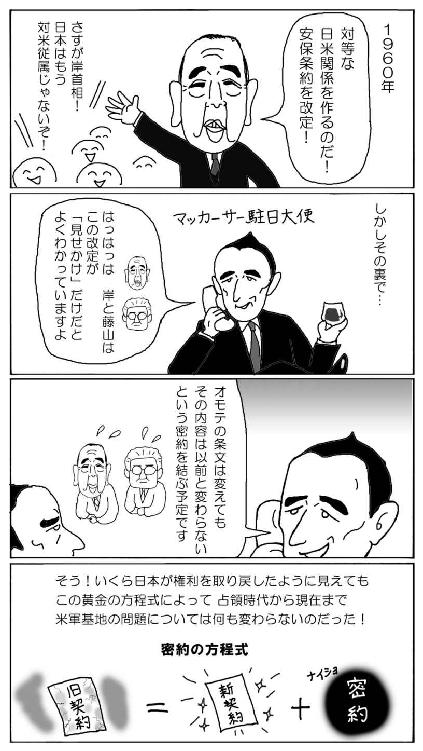 1960年
対等な
日米関係を作るのだ!
安保条約を改定!
さすが岸首相!
日本はもう
対米従属じゃないぞ!
しかしその裏で…
マッカーサー駐日大使
はっはっは 岸と藤山は
この改定が
「見せかけ」だけだと
よくわかっていますよ
オモテの条文は変えても
その内容は以前と変わらない
という密約を結ぶ予定です
そう!いくら日本が権利を取り戻したように見えても
この黄金の方程式によって 占領時代から現在まで
米軍基地の問題については何も変わらないのだった!
密約の方程式
旧契約
=
新契約
+
ナイショ
密約